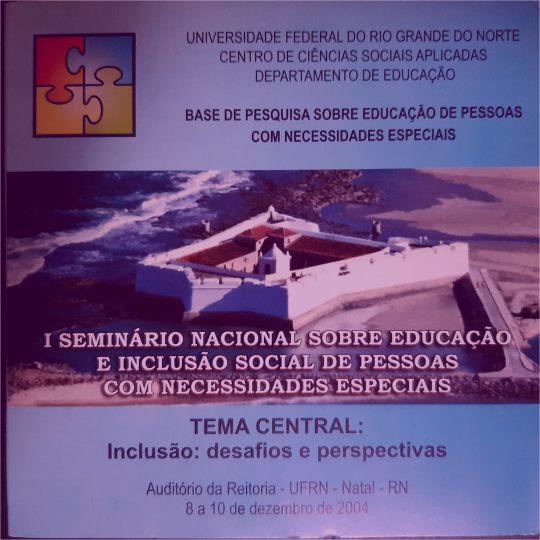 UNIVERSIDADE FEDERAL DO RIO GRANDE DO NORTE
CENTRO DE CIÊNCIAS SOCIAIS APLICADAS
DEPARTAMENTO DE EDUCAÇÃO
BASE DE PESQUISA SOBRE EDUCAÇÃO DE PESSOAS
COM NECESSIDADES ESPECIAIS
I SEMINÁRIO NACIONAL SOBRE EDUCAÇÃO
E INCLUSÃO SOCIAL DE PESSOAS
COM NECESSIDADES ESPECIAIS
TEMA CENTRAL:
Inclusão: desafios e perspectivas
Auditório da Reitoria - UFRN - Natal - RN
8 a 10 de dezembro de 2004